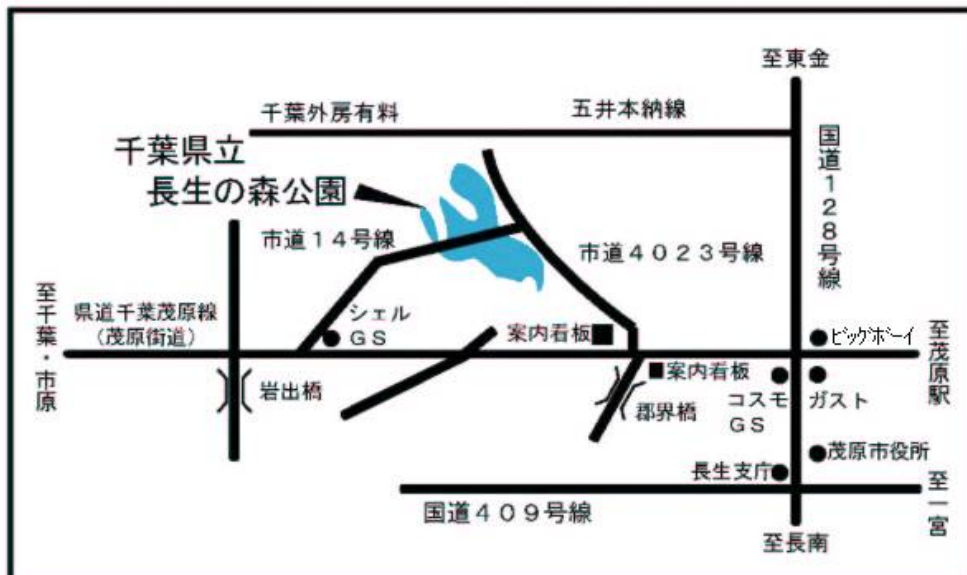 至東金
千葉外房有料
五井本納線
千葉県立
長生の森公園
国道128号線
市道14号線
市道4023号線
至千葉・市原
県道千葉茂原線
(茂原街道)
シェル
GS
案内看板
ビッグボーイ
至茂原駅
岩出橋
案内看板
郡界橋
コスモ
GS
ガスト
茂原市役所
長生支庁
国道409号線
至一宮
至長南